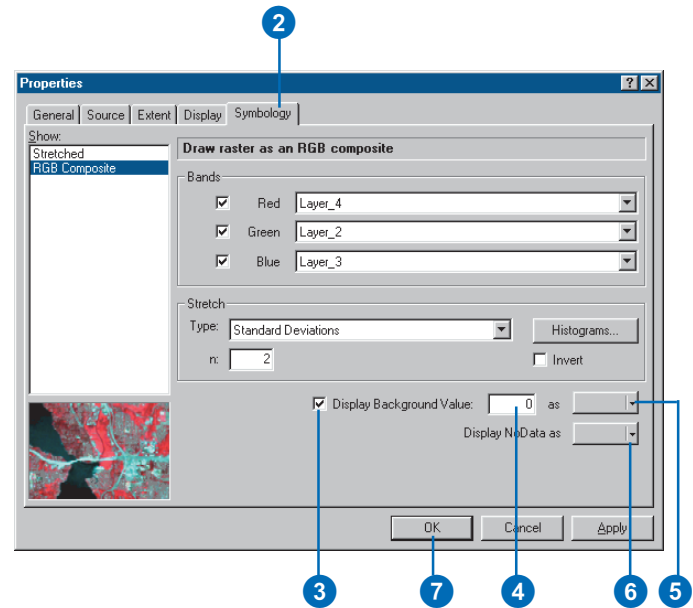 2
Properties
General Source Extent Display Symbology
Show:
Stretched
RGB Composite
Draw raster as an RGB composite
Bands
Red Layer_4
Green Layer_2
Blue Layer_3
Stretch
Type: Standard Deviations Histograms...
n: 2 Invert
Display Background Value: 0 as
Display NoData as
OK Cancel Apply
3 7 4 6 5